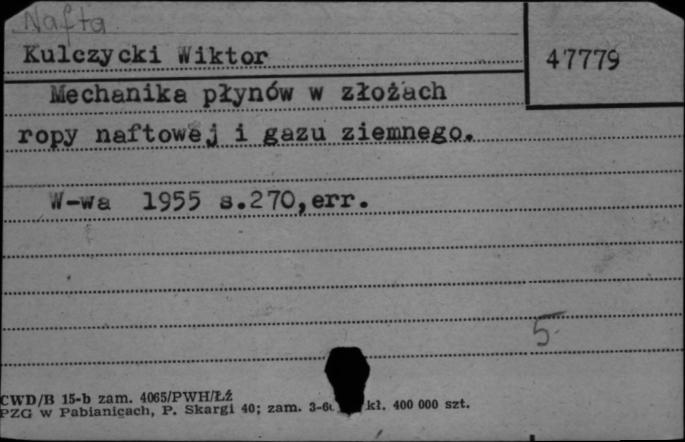 Nafta
Kulczycki Wiktor
47779
Mechanika płynów w złożach
ropy naftowej i gazu ziemnego.
W-wa 1955 s.270,err.
5
CWD/B 15-b zam. 4065/PWH/ŁŹ
PZG w Pabianicach, P. Skargi 40; zam. kł. 400 000 szt.